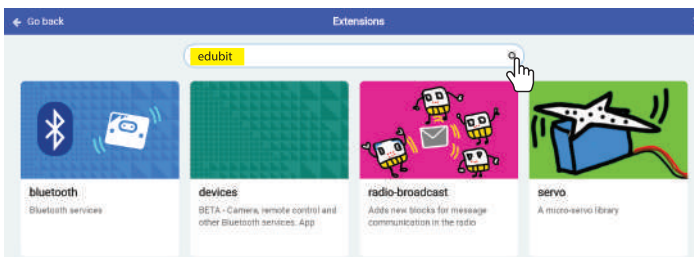 Go back
Extensions
edubit
bluetooth
Bluetooth services
devices
BETA - Camera, remote control and
other Bluetooth services. App
radio-broadcast
Adds new blocks for message
communication in the radio
servo
A micro-servo library